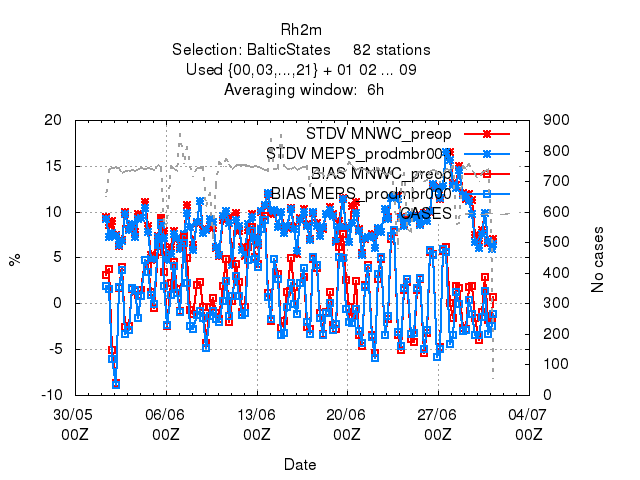 Rh2m
Selection: BalticStates 82 stations
Used {00,03,...,21} + 01 02 ... 09
Averaging window: 6h
STDV MNWC_preop
STDV MEPS_prodmbr000
BIAS MNWC_preop
BIAS MEPS_prodmbr000
CASES
20
15
10
5
0
-5
-10
%
900
800
700
600
500
400
300
200
100
0
No cases
30/05 06/06 13/06 20/06 27/06 04/07
00Z 00Z 00Z 00Z 00Z 00Z
Date